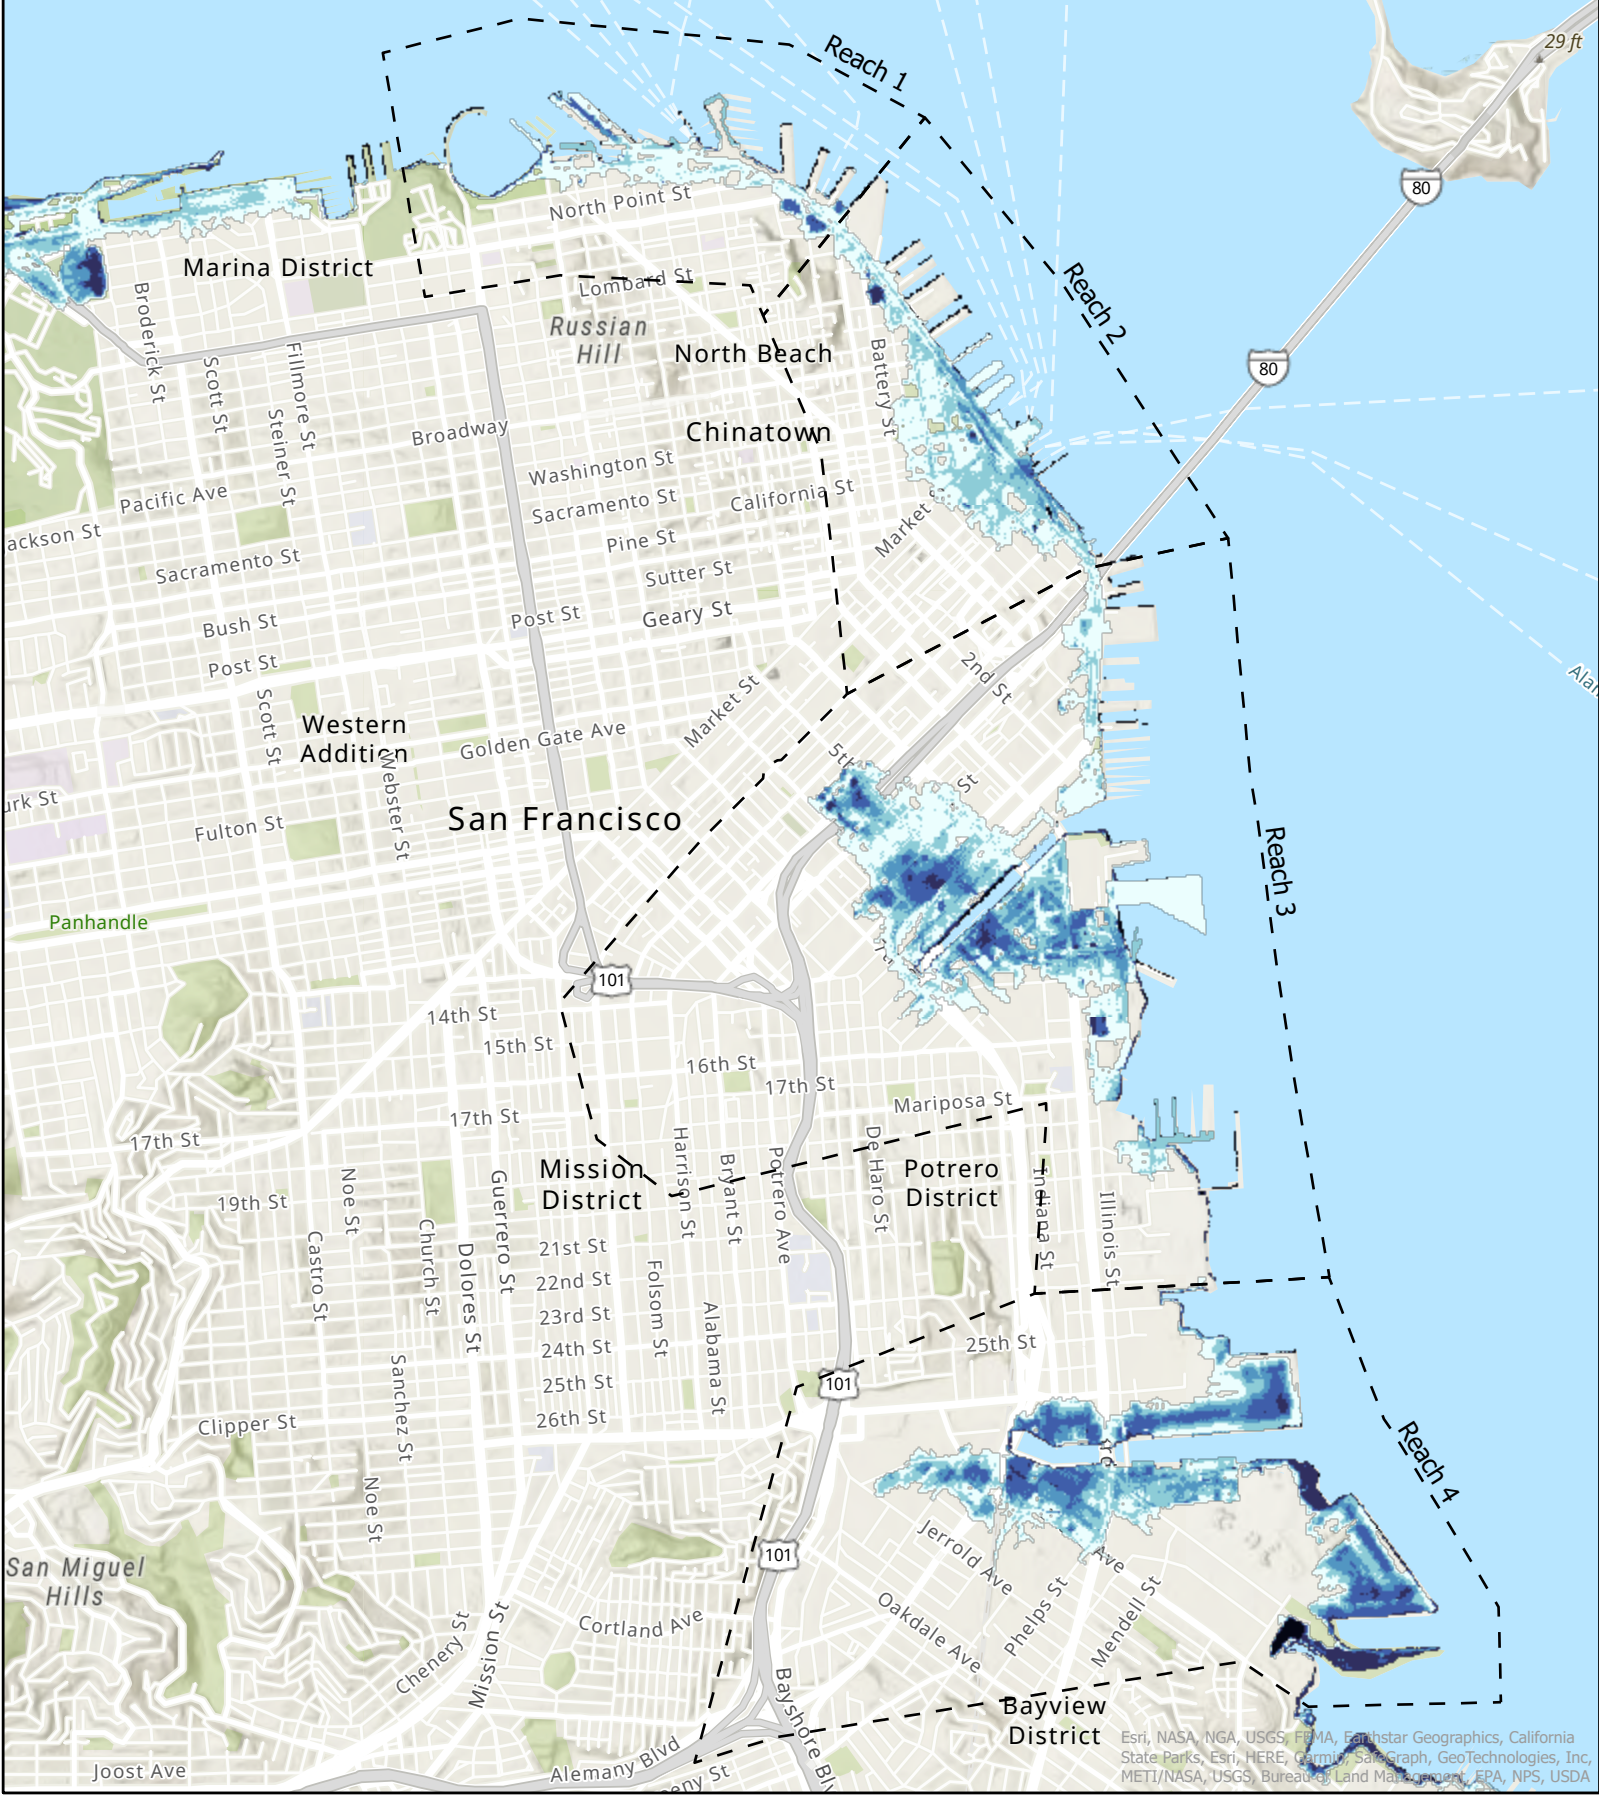 29 ft
Reach 1
80
North Point St
Marina District
Lombard St
Reach 2
Broderick St
Russian
Hill
North Beach
80
Scott St
Fillmore St
Battery St
Steiner St
Broadway
Chinatown
Washington St
Pacific Ave
Sacramento St
California St
Market
ackson St
Pine St
Sacramento St
Sutter St
Bush St
Post St
Geary St
Post St
2nd St
Alan
Scott St
Western
Addition
Market St
Golden Gate Ave
Webster St
5th
St
urk St
Fulton St
San Francisco
Reach 3
Panhandle
101
14th St
15th St
16th St
17th St
17th St
Mariposa St
17th St
Mission
District
Harrison St
Bryant St
Potrero Ave
De Haro St
Potrero
District
Indiana St
Illinois St
19th St
Noe St
Castro St
Church St
Guerrero St
Dolores St
21st St
22nd St
23rd St
24th St
25th St
26th St
Folsom St
Alabama St
25th St
101
Sanchez St
Clipper St
Noe St
Reach 4
101
Jerrold Ave
Ave
San Miguel
Hills
Cortland Ave
Oakdale Ave
Phelps St
Mendell St
Chenery St
Mission St
Bayshore Blv
Bayview
District
Joost Ave
Alemany Blvd
eny St
Esri, NASA, NGA, USGS, FEMA, Earthstar Geographics, California
State Parks, Esri, HERE, Garmin, SafeGraph, GeoTechnologies, Inc,
METI/NASA, USGS, Bureau of Land Management, EPA, NPS, USDA